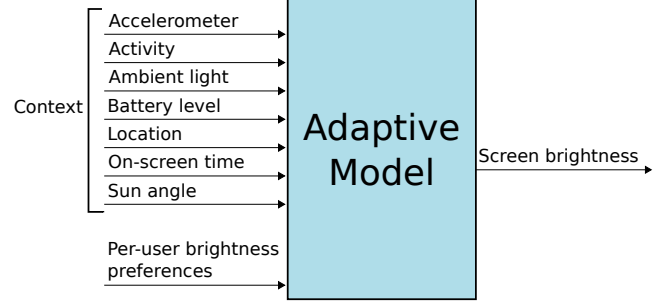 Accelerometer
Activity
Ambient light
Context
Battery level
Location
On-screen time
Sun angle
Per-user brightness
preferences
Adaptive
Model
Screen brightness